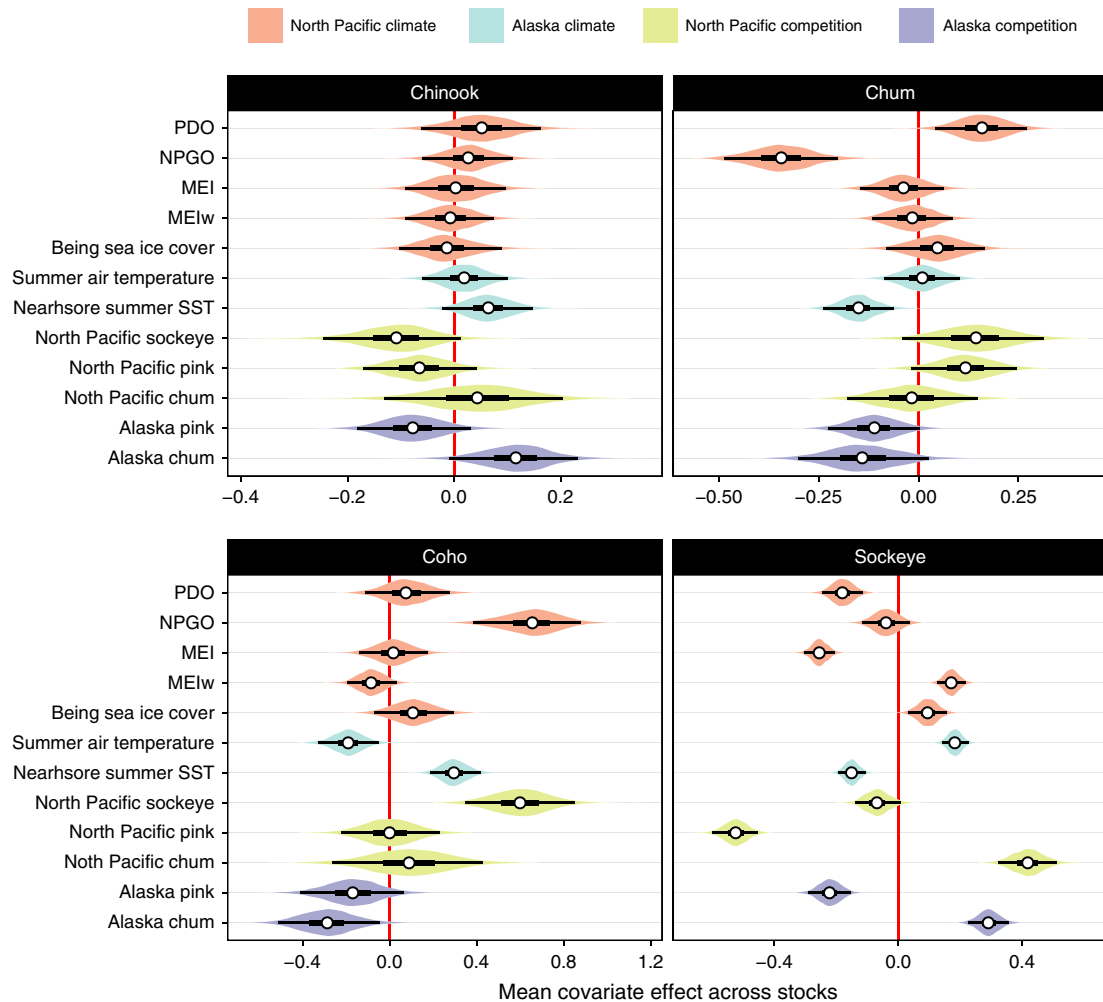 North Pacific climate Alaska climate North Pacific competition Alaska competition
Chinook Chum
PDO
NPGO
MEI
MEIw
Being sea ice cover
Summer air temperature
Nearhsore summer SST
North Pacific sockeye
North Pacific pink
Noth Pacific chum
Alaska pink
Alaska chum
−0.4 −0.2 0.0 0.2 −0.50 −0.25 0.00 0.25
Coho Sockeye
PDO
NPGO
MEI
MEIw
Being sea ice cover
Summer air temperature
Nearhsore summer SST
North Pacific sockeye
North Pacific pink
Noth Pacific chum
Alaska pink
Alaska chum
−0.4 0.0 0.4 0.8 1.2 −0.4 0.0 0.4
Mean covariate effect across stocks